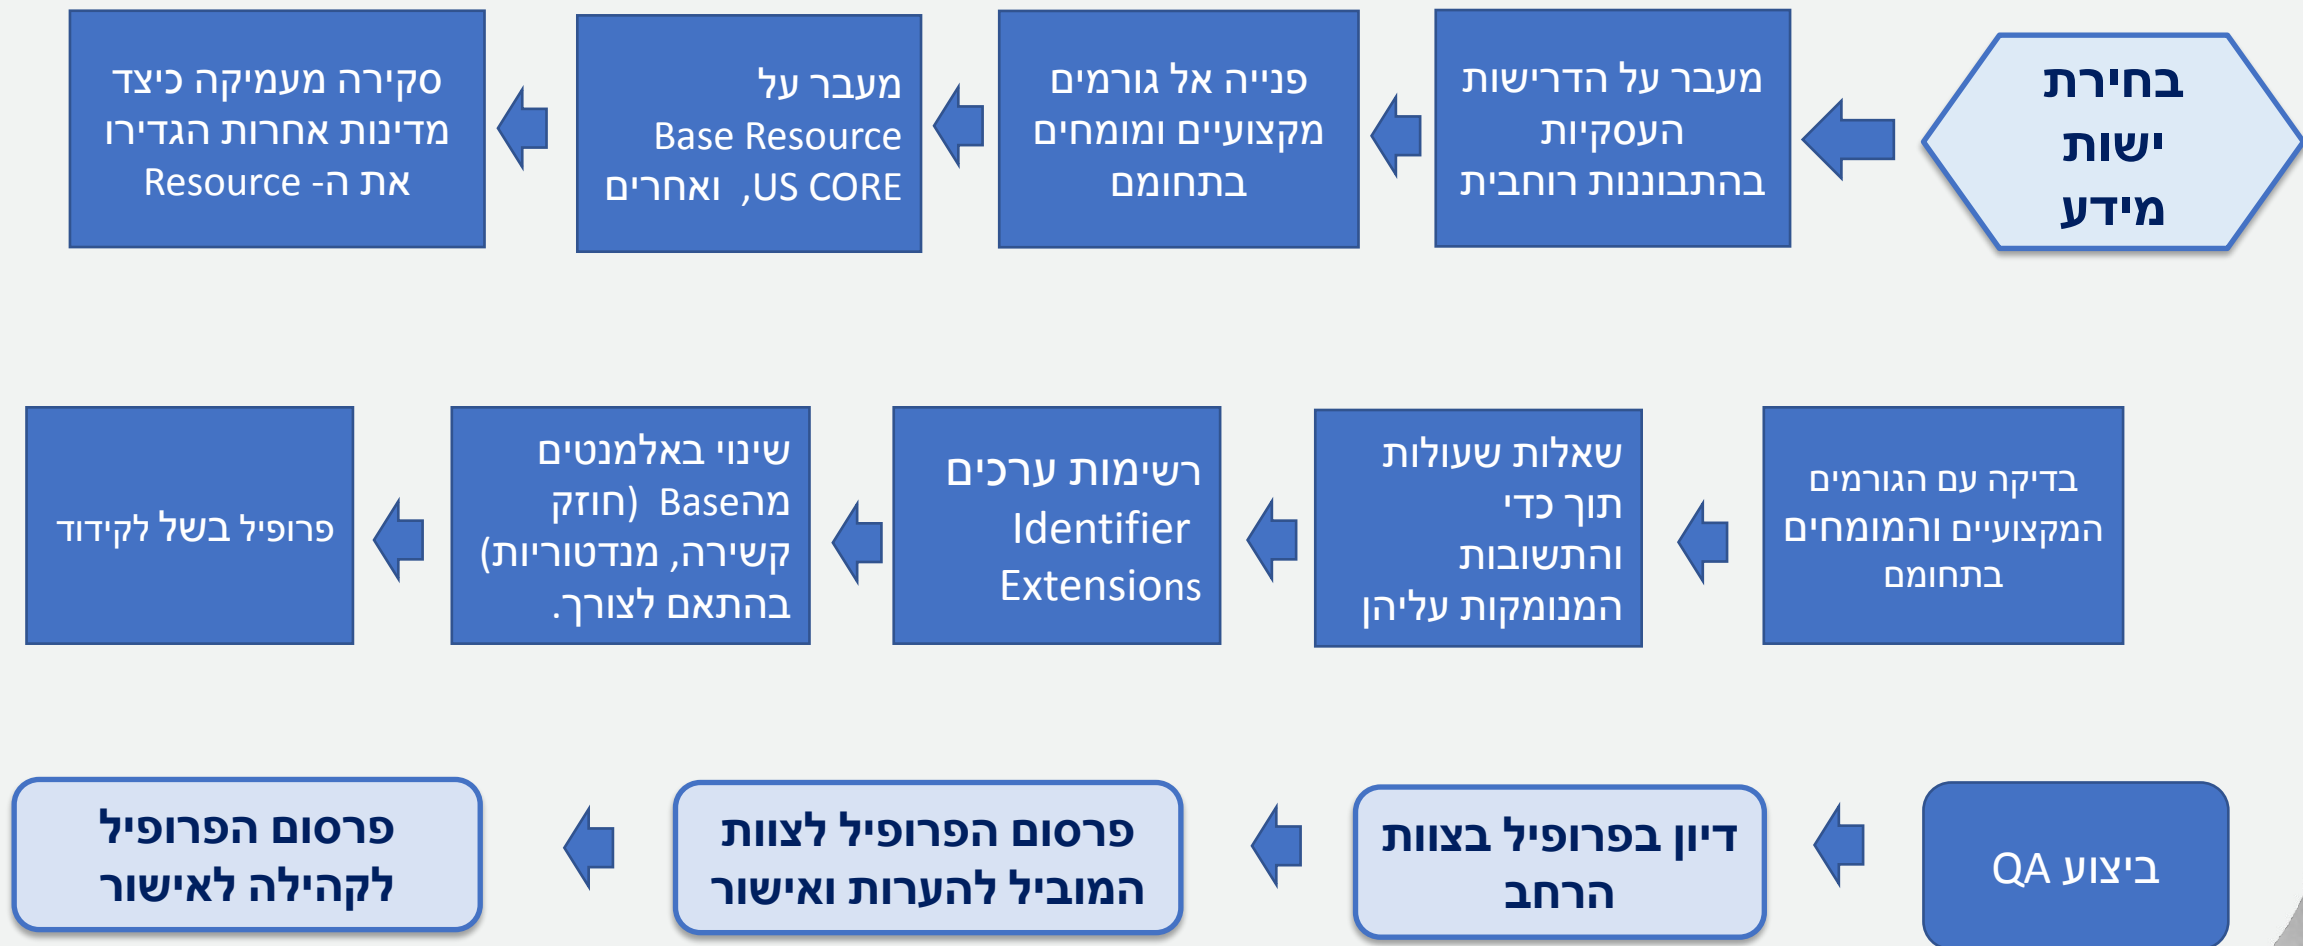 בחירת
ישות
מידע
מעבר על הדרישות
העסקיות
בהתבוננות רוחבית
פנייה אל גורמים
מקצועיים ומומחים
בתחומם
מעבר על
Base Resource
US CORE, ואחרים
סקירה מעמיקה כיצד
מדינות אחרות הגדירו
את ה- Resource
בדיקה עם הגורמים
המקצועיים והמומחים
בתחומם
שאלות שעולות
תוך כדי
והתשובות
המנומקות עליהן
רשימות ערכים
Identifier
Extensions
שינוי באלמנטים
מהBase (חוזק
קשירה, מנדטוריות)
בהתאם לצורך.
פרופיל בשל לקידוד
ביצוע QA
דיון בפרופיל בצוות
הרחב
פרסום הפרופיל לצוות
המוביל להערות ואישור
פרסום הפרופיל
לקהילה לאישור